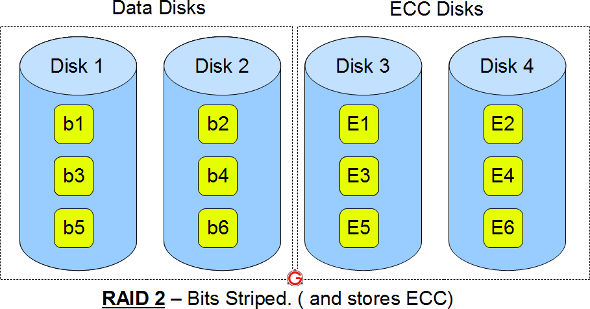 Data Disks ECC Disks
Disk 1 Disk 2 Disk 3 Disk 4
b1 b2 E1 E2
b3 b4 E3 E4
b5 b6 E5 E6
G
RAID 2 – Bits Striped. ( and stores ECC)